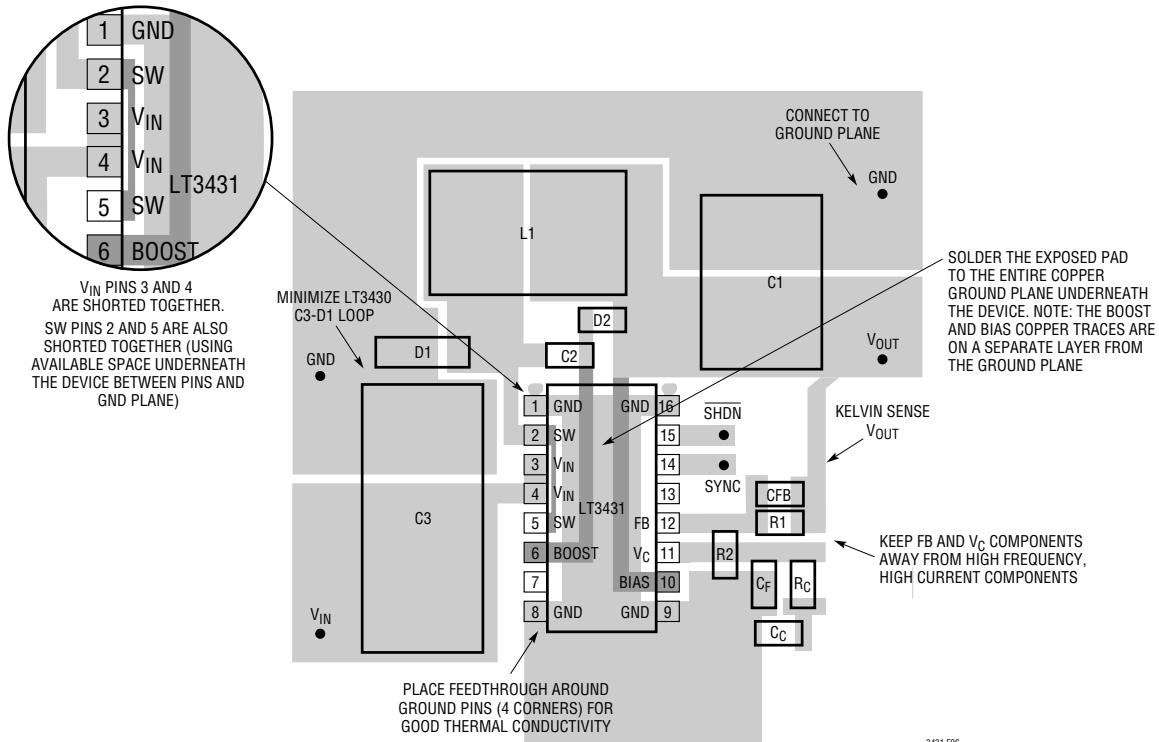 1 GND
2 SW
3 VIN
4 VIN
LT3431
5 SW
6 BOOST
VIN PINS 3 AND 4
ARE SHORTED TOGETHER.
SW PINS 2 AND 5 ARE ALSO
SHORTED TOGETHER (USING
AVAILABLE SPACE UNDERNEATH
THE DEVICE BETWEEN PINS AND
GND PLANE)
MINIMIZE LT3430
C3-D1 LOOP
GND
D1
C3
VIN
L1
D2
C2
CONNECT TO
GROUND PLANE
GND
C1
VOUT
SOLDER THE EXPOSED PAD
TO THE ENTIRE COPPER
GROUND PLANE UNDERNEATH
THE DEVICE. NOTE: THE BOOST
AND BIAS COPPER TRACES ARE
ON A SEPARATE LAYER FROM
THE GROUND PLANE
1 GND GND 16
2 SW 15
3 VIN 14
4 VIN 13
LT3431
5 SW FB 12
6 BOOST VC 11
7 BIAS 10
8 GND GND 9
SHDN
SYNC
KELVIN SENSE
VOUT
CFB
R1
R2
CF
RC
CC
KEEP FB AND VC COMPONENTS
AWAY FROM HIGH FREQUENCY,
HIGH CURRENT COMPONENTS
PLACE FEEDTHROUGH AROUND
GROUND PINS (4 CORNERS) FOR
GOOD THERMAL CONDUCTIVITY